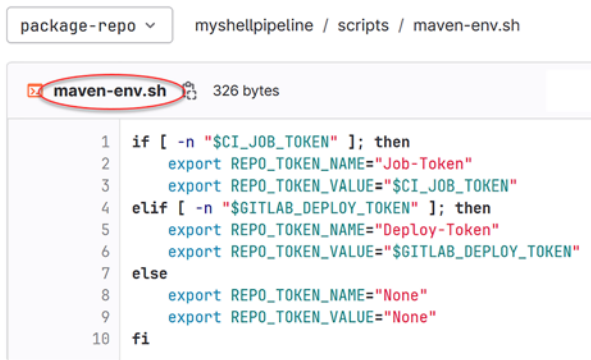 package-repo myshellpipeline / scripts / maven-env.sh
maven-env.sh 326 bytes
1 if [ -n "$CI_JOB_TOKEN" ]; then
2     export REPO_TOKEN_NAME="Job-Token"
3     export REPO_TOKEN_VALUE="$CI_JOB_TOKEN"
4 elif [ -n "$GITLAB_DEPLOY_TOKEN" ]; then
5     export REPO_TOKEN_NAME="Deploy-Token"
6     export REPO_TOKEN_VALUE="$GITLAB_DEPLOY_TOKEN"
7 else
8     export REPO_TOKEN_NAME="None"
9     export REPO_TOKEN_VALUE="None"
10 fi